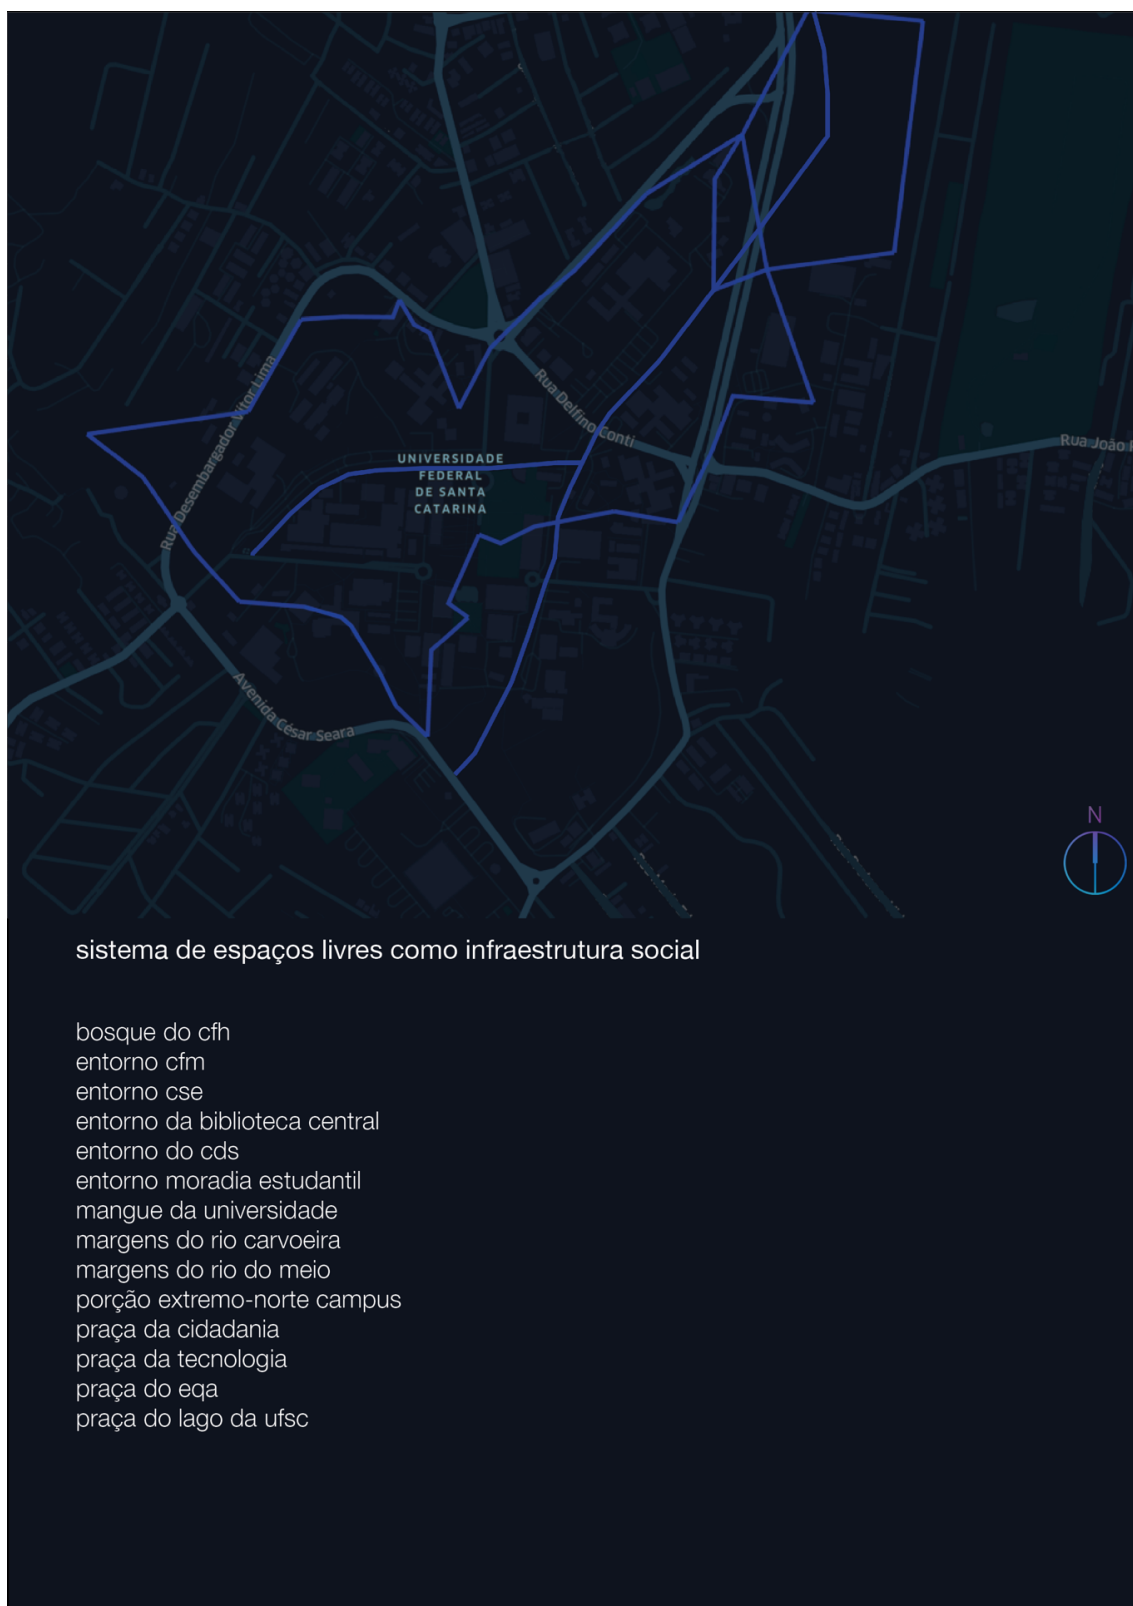 Rua Desembargador Vitor Lima
Rua Delfino Conti
Rua João
UNIVERSIDADE
FEDERAL
DE SANTA
CATARINA
Avenida César Seara
N
sistema de espaços livres como infraestrutura social
bosque do cfh
entorno cfm
entorno cse
entorno da biblioteca central
entorno do cds
entorno moradia estudantil
mangue da universidade
margens do rio carvoeira
margens do rio do meio
porção extremo-norte campus
praça da cidadania
praça da tecnologia
praça do eqa
praça do lago da ufsc